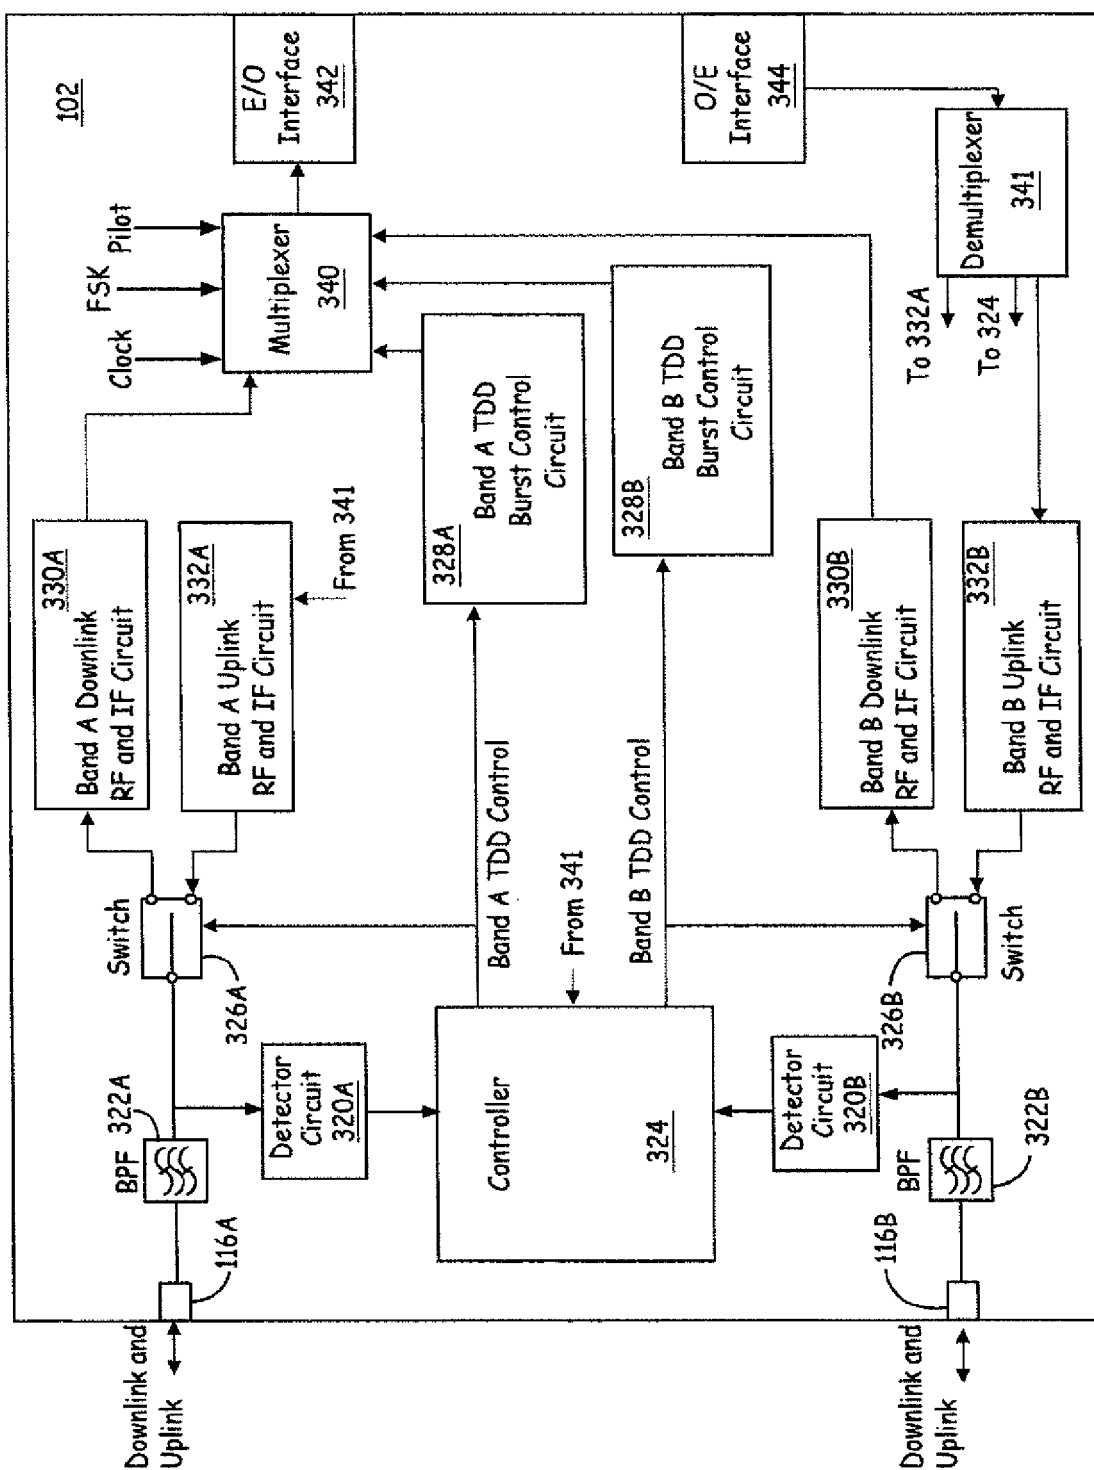 102
Downlink and
Uplink
116A
BPF
322A
Switch
326A
Band A Downlink
RF and IF Circuit
330A
Band A Uplink
RF and IF Circuit
332A
From 341
Clock
FSK
Pilot
Multiplexer
340
E/O
Interface
342
Detector
Circuit
320A
Band A TDD Control
328A
Band A TDD
Burst Control
Circuit
Controller
324
From 341
Band B TDD Control
328B
Band B TDD
Burst Control
Circuit
Detector
Circuit
320B
O/E
Interface
344
Demultiplexer
341
To 332A
To 324
Downlink and
Uplink
116B
BPF
322B
326B
Switch
Band B Downlink
RF and IF Circuit
330B
Band B Uplink
RF and IF Circuit
332B